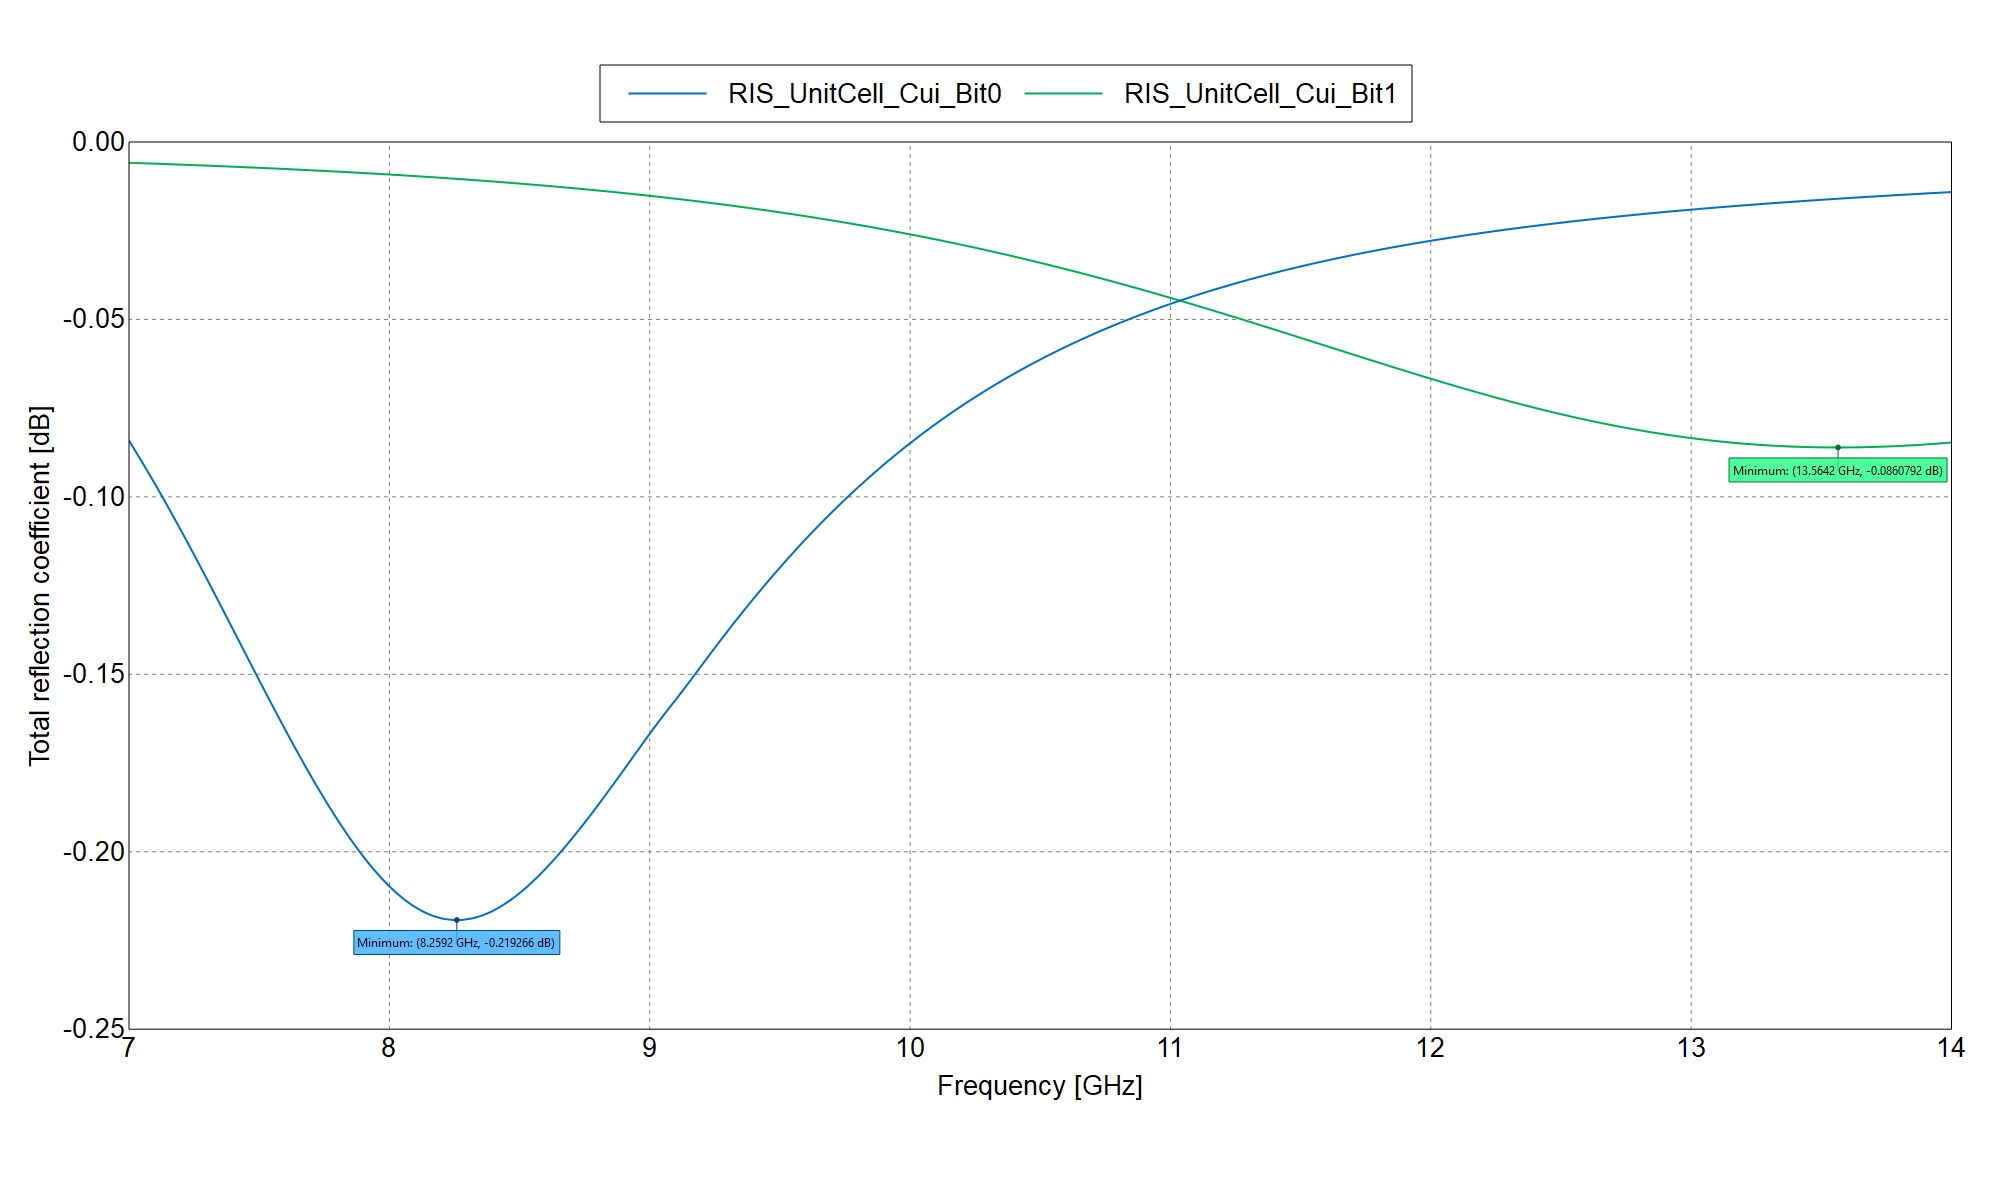 RIS_UnitCell_Cui_Bit0 RIS_UnitCell_Cui_Bit1
0.00
-0.05
-0.10
-0.15
-0.20
-0.25
Total reflection coefficient [dB]
Minimum: (13.5642 GHz, -0.0860792 dB)
Minimum: (8.2592 GHz, -0.219266 dB)
7 8 9 10 11 12 13 14
Frequency [GHz]